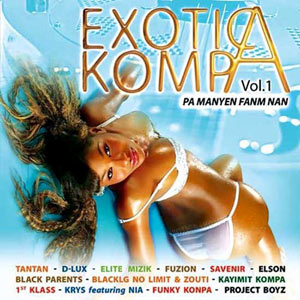 EXOTICA
KOMPA
Vol.1
PA MANYEN FANM NAN
TANTAN - D-LUX - ELITE MIZIK - FUZION - SAVENIR - ELSON
BLACK PARENTS - BLACKLG NO LIMIT & ZOUTI - KAYIMIT KOMPA
1ST KLASS - KRYS featuring NIA - FUNKY KONPA - PROJECT BOYZ